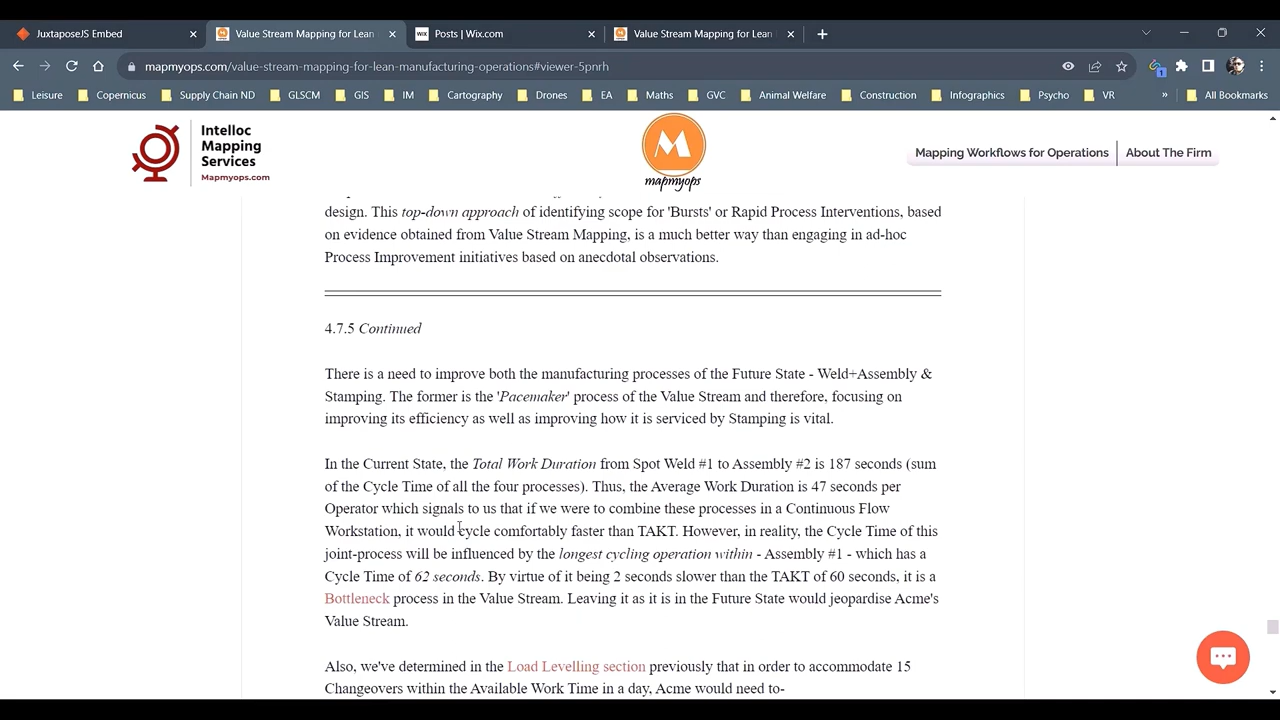 JuxtaposeJS Embed
Value Stream Mapping for Lean
Posts | Wix.com
Value Stream Mapping for Lean
mapmyops.com/value-stream-mapping-for-lean-manufacturing-operations#viewer-5pnrh
1
Leisure
Copernicus
Supply Chain ND
GLSCM
GIS
IM
Cartography
Drones
EA
Maths
GVC
Animal Welfare
Construction
Infographics
Psycho
VR
»
All Bookmarks
Intelloc
Mapping
Services
Mapmyops.com
M
mapmyops
Mapping Workflows for Operations
About The Firm
design. This top-down approach of identifying scope for 'Bursts' or Rapid Process Interventions, based
on evidence obtained from Value Stream Mapping, is a much better way than engaging in ad-hoc
Process Improvement initiatives based on anecdotal observations.
4.7.5 Continued
There is a need to improve both the manufacturing processes of the Future State - Weld+Assembly &
Stamping. The former is the 'Pacemaker' process of the Value Stream and therefore, focusing on
improving its efficiency as well as improving how it is serviced by Stamping is vital.
In the Current State, the Total Work Duration from Spot Weld #1 to Assembly #2 is 187 seconds (sum
of the Cycle Time of all the four processes). Thus, the Average Work Duration is 47 seconds per
Operator which signals to us that if we were to combine these processes in a Continuous Flow
Workstation, it would cycle comfortably faster than TAKT. However, in reality, the Cycle Time of this
joint-process will be influenced by the longest cycling operation within - Assembly #1 - which has a
Cycle Time of 62 seconds. By virtue of it being 2 seconds slower than the TAKT of 60 seconds, it is a
Bottleneck process in the Value Stream. Leaving it as it is in the Future State would jeopardise Acme's
Value Stream.
Also, we've determined in the Load Levelling section previously that in order to accommodate 15
Changeovers within the Available Work Time in a day, Acme would need to-